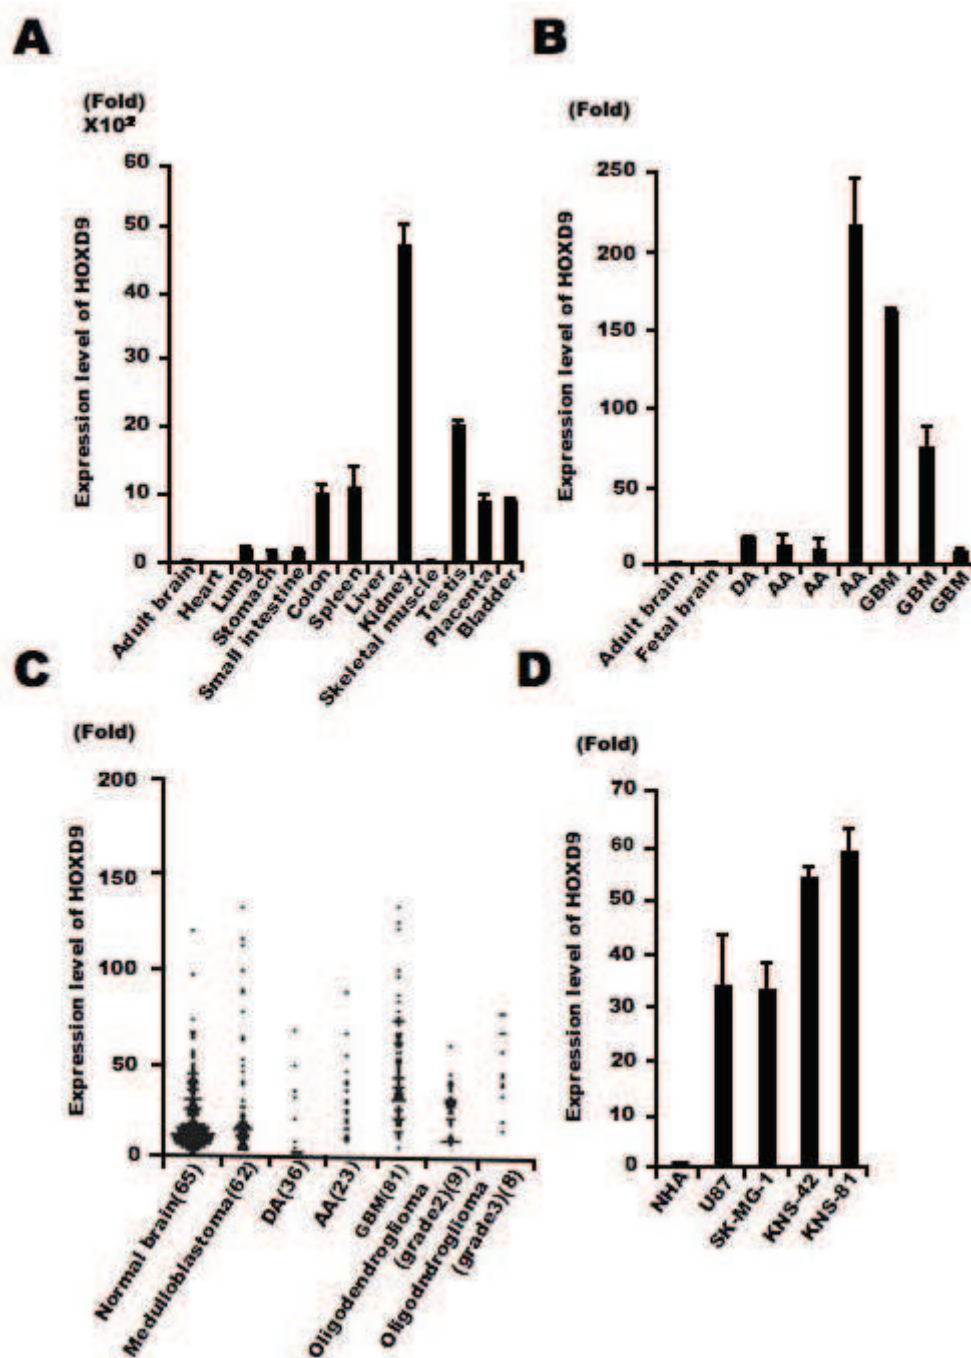 A
(Fold)
X10²
Expression level of HOXD9
60
50
40
30
20
10
0
Adult brain
Heart
Lung
Stomach
Small intestine
Colon
Spleen
Liver
Kidney
Skeletal muscle
Testis
Placenta
Bladder
B
(Fold)
Expression level of HOXD9
250
200
150
100
50
0
Adult brain
Fetal brain
DA
AA
AA
AA
GBM
GBM
GBM
C
(Fold)
Expression level of HOXD9
200
150
100
50
0
Normal brain(65)
Medulloblastoma(62)
DA(36)
AA(23)
GBM(81)
Oligodendroglioma
(grade2)(9)
Oligodndroglioma
(grade3)(8)
D
(Fold)
Expression level of HOXD9
70
60
50
40
30
20
10
0
NHA
U87
SK-MG-1
KNS-42
KNS-81